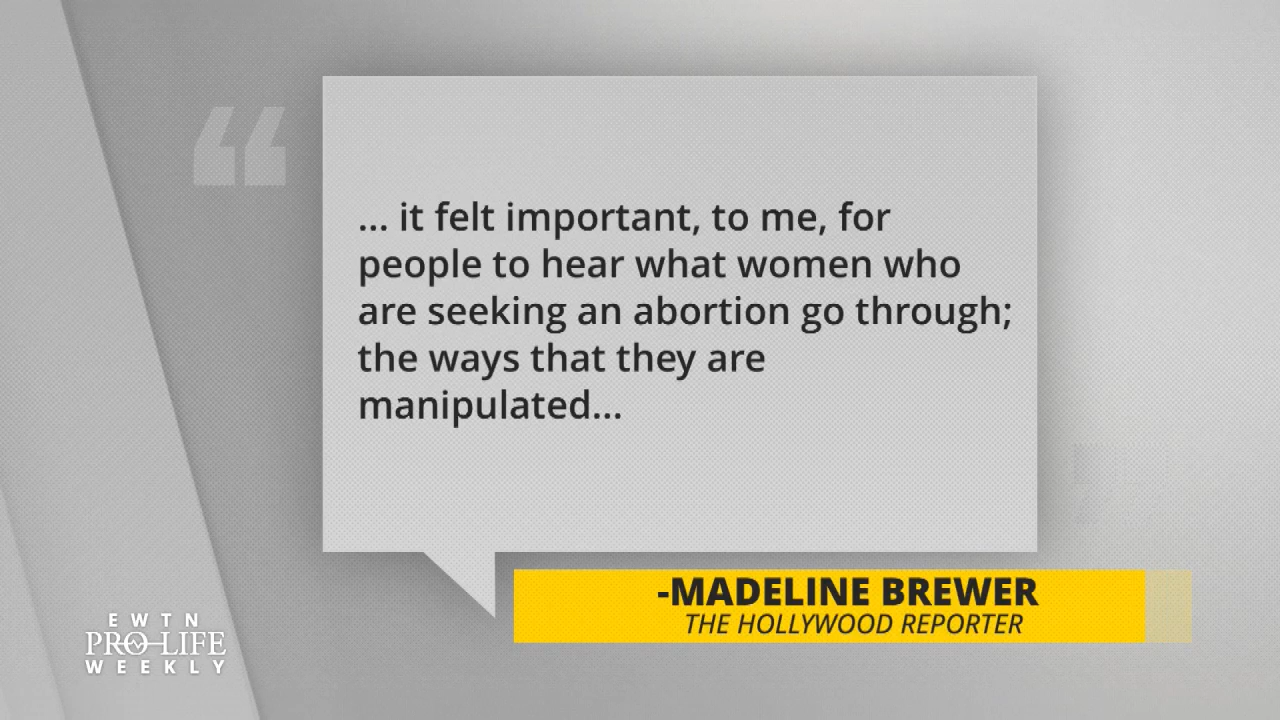 “
... it felt important, to me, for
people to hear what women who
are seeking an abortion go through;
the ways that they are
manipulated...
-MADELINE BREWER
THE HOLLYWOOD REPORTER
EWTN
PRO-LIFE
WEEKLY